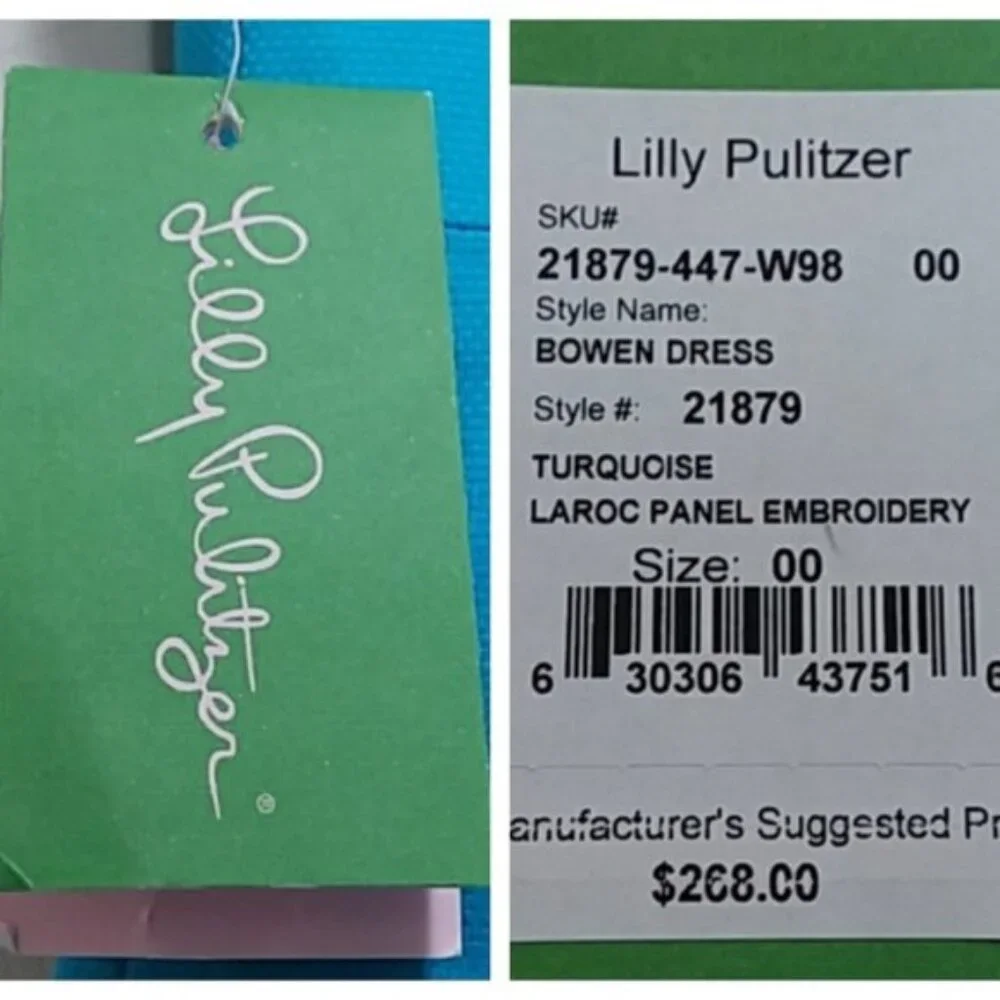 Lilly Pulitzer ®
Lilly Pulitzer
SKU#
21879-447-W98 00
Style Name:
BOWEN DRESS
Style #: 21879
TURQUOISE
LAROC PANEL EMBROIDERY
Size: 00
6 30306 43751 6
anufacturer's Suggested Pr
$268.00